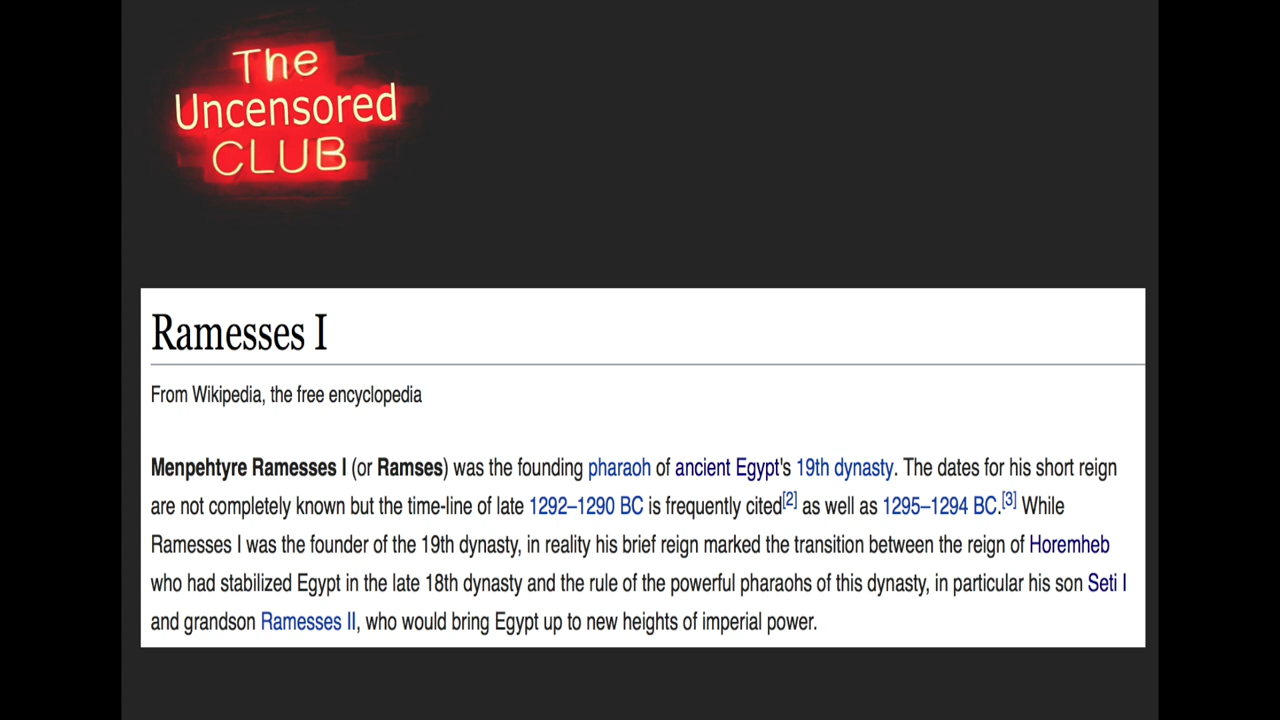 The
Uncensored
CLUB
Ramesses I
From Wikipedia, the free encyclopedia
Menpehtyre Ramesses I (or Ramses) was the founding pharaoh of ancient Egypt's 19th dynasty. The dates for his short reign
are not completely known but the time-line of late 1292–1290 BC is frequently cited[2] as well as 1295–1294 BC.[3] While
Ramesses I was the founder of the 19th dynasty, in reality his brief reign marked the transition between the reign of Horemheb
who had stabilized Egypt in the late 18th dynasty and the rule of the powerful pharaohs of this dynasty, in particular his son Seti I
and grandson Ramesses II, who would bring Egypt up to new heights of imperial power.